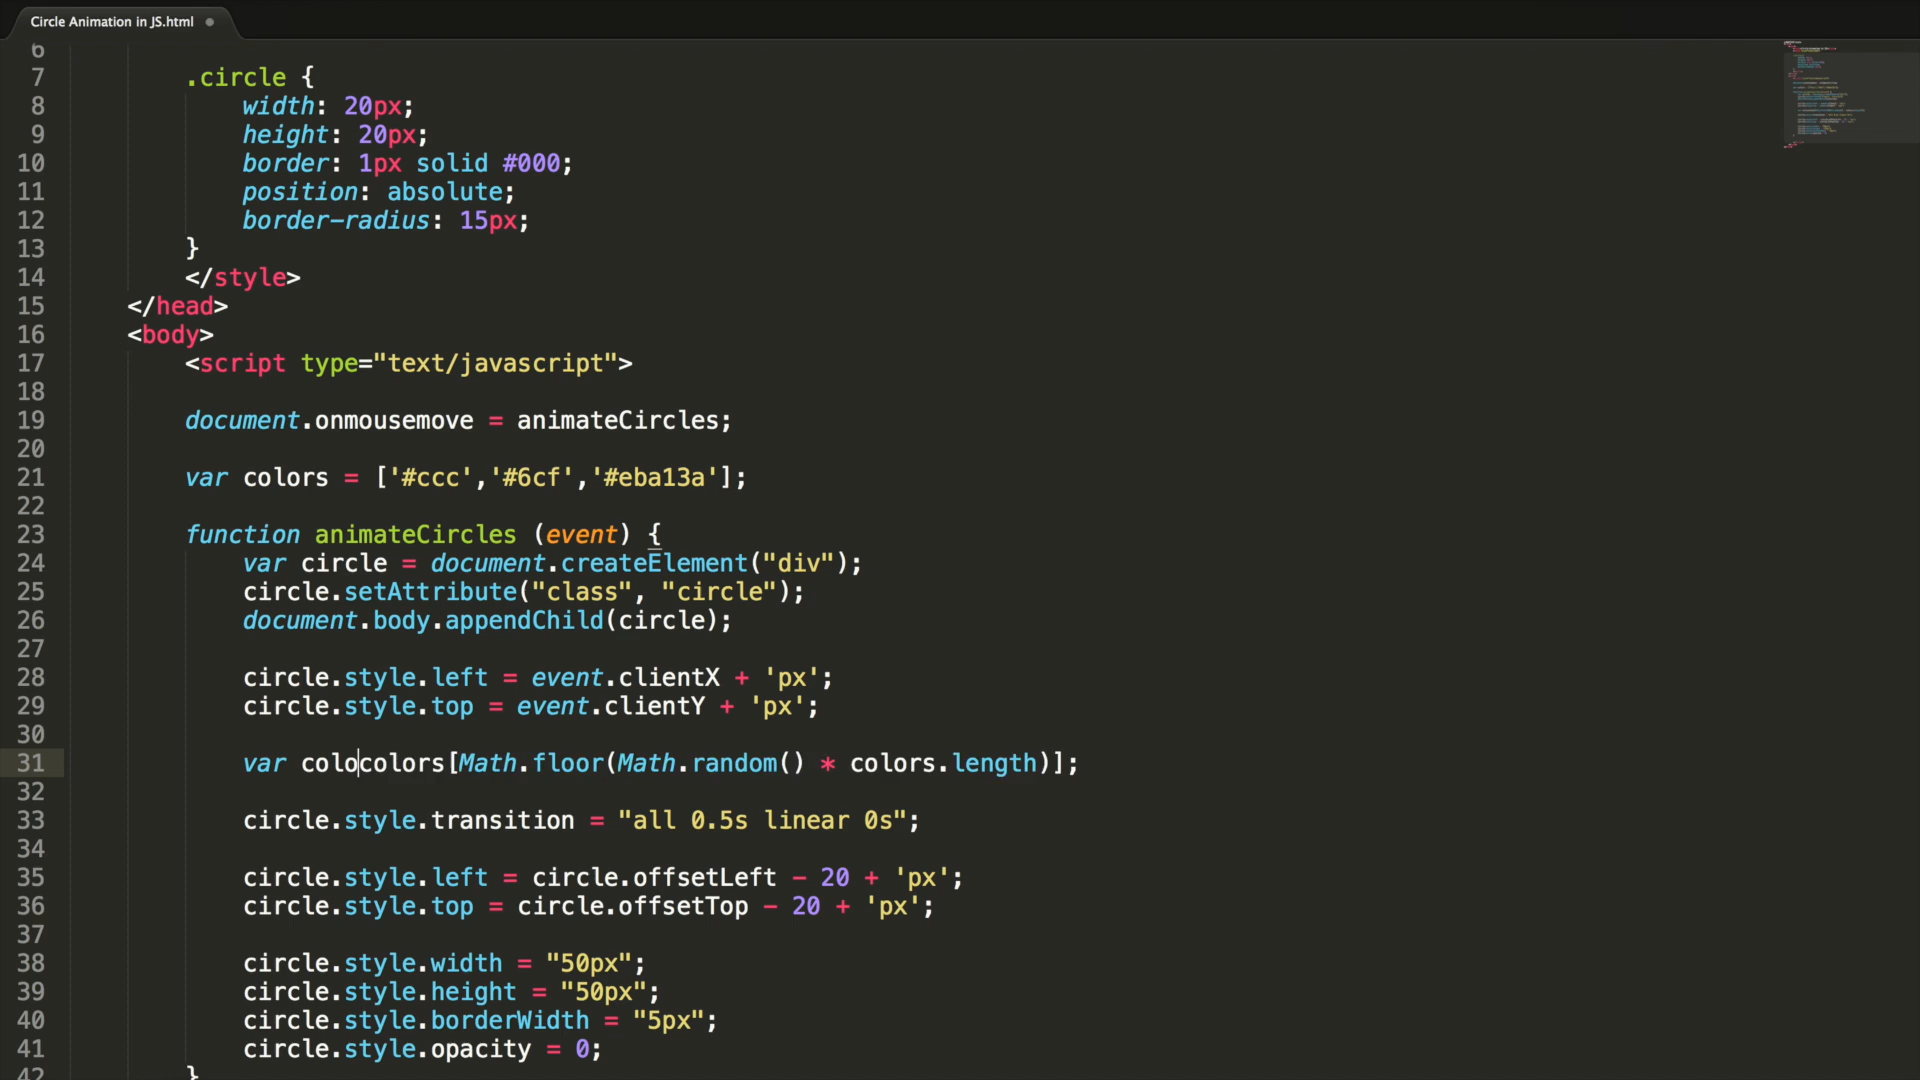 Circle Animation in JS.html
6
7 .circle {
8 width: 20px;
9 height: 20px;
10 border: 1px solid #000;
11 position: absolute;
12 border-radius: 15px;
13 }
14 </style>
15 </head>
16 <body>
17 <script type="text/javascript">
18
19 document.onmousemove = animateCircles;
20
21 var colors = ['#ccc','#6cf','#eba13a'];
22
23 function animateCircles (event) {
24 var circle = document.createElement("div");
25 circle.setAttribute("class", "circle");
26 document.body.appendChild(circle);
27
28 circle.style.left = event.clientX + 'px';
29 circle.style.top = event.clientY + 'px';
30
31 var colocolors[Math.floor(Math.random() * colors.length)];
32
33 circle.style.transition = "all 0.5s linear 0s";
34
35 circle.style.left = circle.offsetLeft - 20 + 'px';
36 circle.style.top = circle.offsetTop - 20 + 'px';
37
38 circle.style.width = "50px";
39 circle.style.height = "50px";
40 circle.style.borderWidth = "5px";
41 circle.style.opacity = 0;
42 }